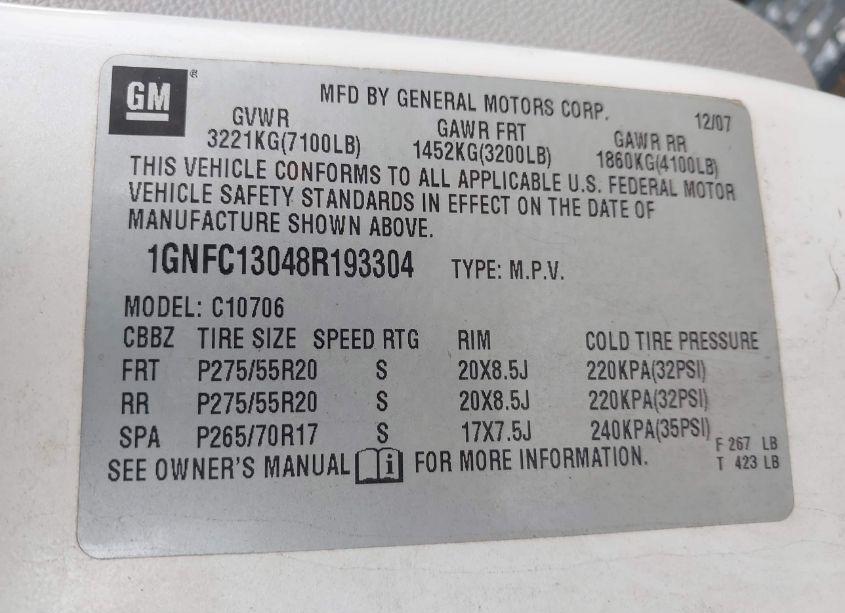 GM ®
MFD BY GENERAL MOTORS CORP. 12/07
GVWR GAWR FRT GAWR RR
3221KG(7100LB) 1452KG(3200LB) 1860KG(4100LB)
THIS VEHICLE CONFORMS TO ALL APPLICABLE U.S. FEDERAL MOTOR
VEHICLE SAFETY STANDARDS IN EFFECT ON THE DATE OF
MANUFACTURE SHOWN ABOVE.
1GNFC13048R193304 TYPE: M.P.V.
MODEL: C10706
CBBZ TIRE SIZE SPEED RTG RIM COLD TIRE PRESSURE
FRT P275/55R20 S 20X8.5J 220KPA(32PSI)
RR P275/55R20 S 20X8.5J 220KPA(32PSI)
SPA P265/70R17 S 17X7.5J 240KPA(35PSI)
F 267 LB
SEE OWNER'S MANUAL i FOR MORE INFORMATION.
T 423 LB